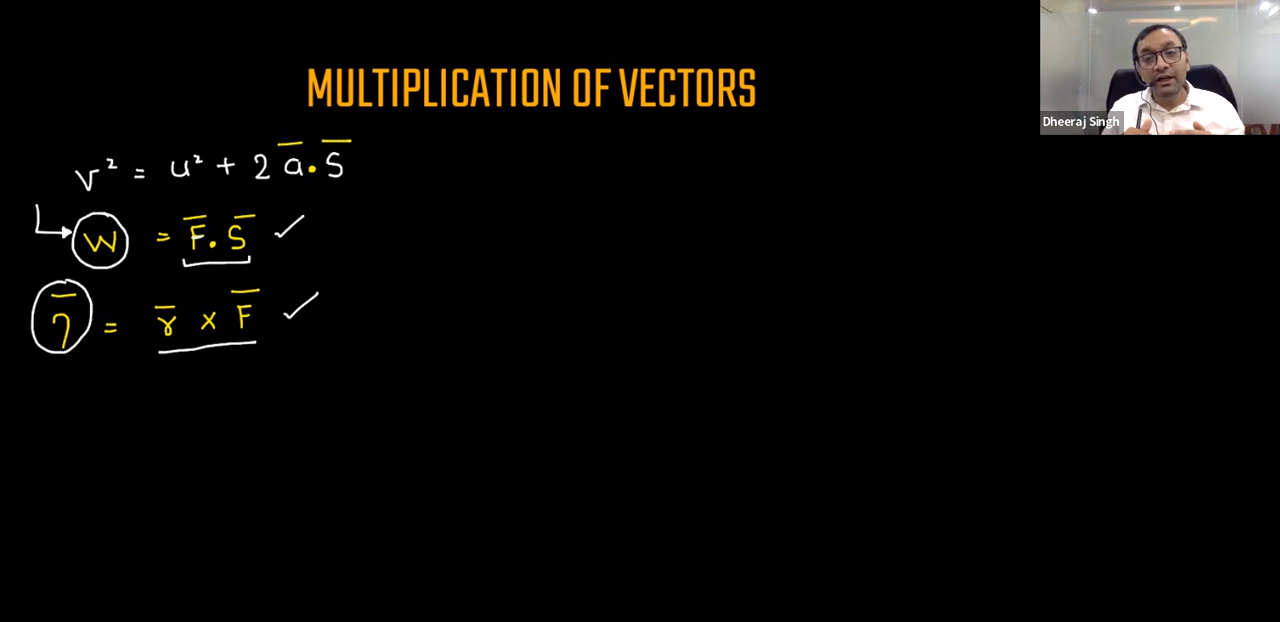 MULTIPLICATION OF VECTORS
Dheeraj Singh
v² = u² + 2 a̅ . S̅
W = F̅ . S̅ ✓
τ̅ = r̅ × F̅ ✓